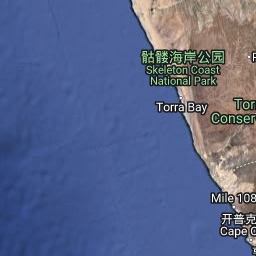 骷髅海岸公园
Skeleton Coast
National Park
Torra Bay
Tor
Conser
Mile 108
开普克
Cape C